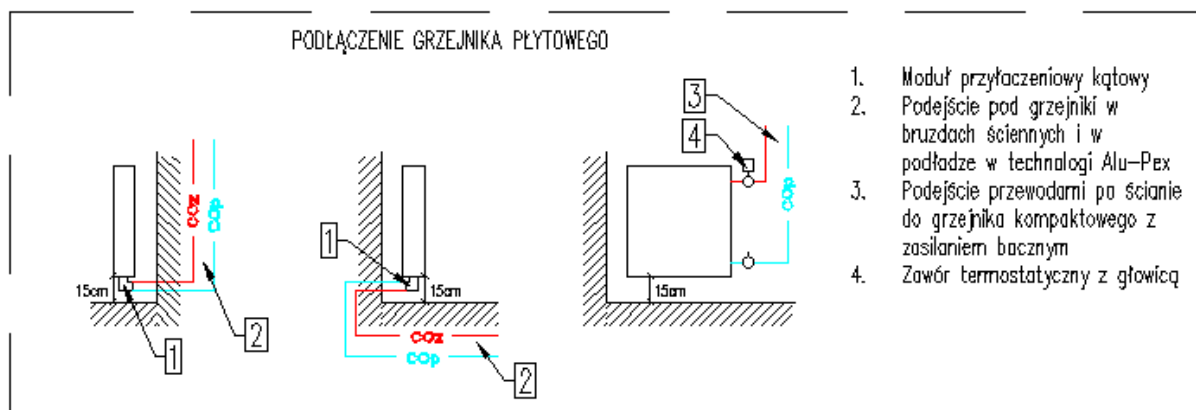 PODŁĄCZENIE GRZEJNIKA PŁYTOWEGO
1. Moduł przyłaczeniowy kątowy
2. Podejście pod grzejniki w
bruzdach ściennych i w
podładze w technologi Alu-Pex
3. Podejście przewodami po ścianie
do grzejnika kompaktowego z
zasilaniem bacznym
4. Zawór termostatyczny z głowicą
COz
COp
15cm
1
2
1
15cm
COz
COp
2
3
4
COp
15cm